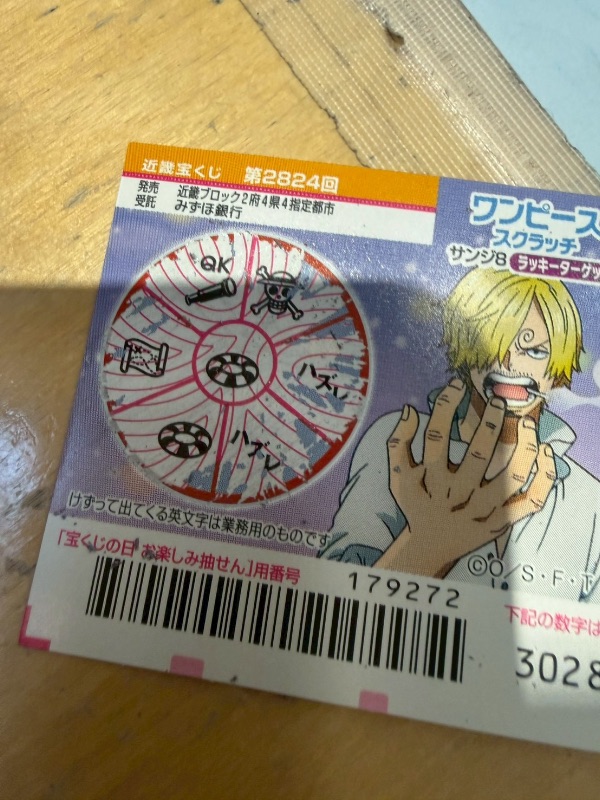 近畿宝くじ 第2824回
発売 近畿ブロック2府4県4指定都市
受託 みずほ銀行
ワンピース
スクラッチ
サンジ8 ラッキーターゲッ
QK
ハズレ
ハズレ
けずって出てくる英文字は業務用のものです
「宝くじの日 お楽しみ抽せん」用番号 179272
©O/S・F・T
下記の数字は
3028